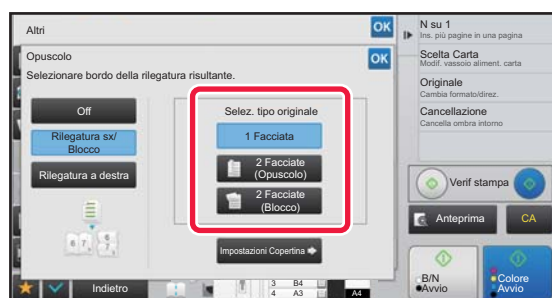 Altri
OK
Opuscolo
OK
Selezionare bordo della rilegatura risultante.
Off
Rilegatura sx/
Blocco
Rilegatura a destra
Selez. tipo originale
1 Facciata
2 Facciate
(Opuscolo)
2 Facciate
(Blocco)
Impostazioni Copertina
Indietro
3 B4
4 A3
A4
N su 1
Ins. più pagine in una pagina
Scelta Carta
Modif. vassoio aliment. carta
Originale
Cambia formato/direz.
Cancellazione
Cancella ombra intorno
Verif stampa
Anteprima
CA
B/N
Avvio
Colore
Avvio